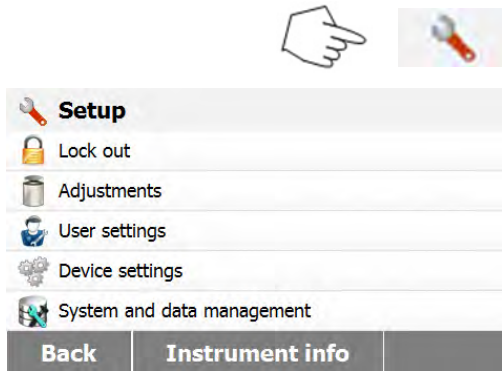 Setup
Lock out
Adjustments
User settings
Device settings
System and data management
Back Instrument info